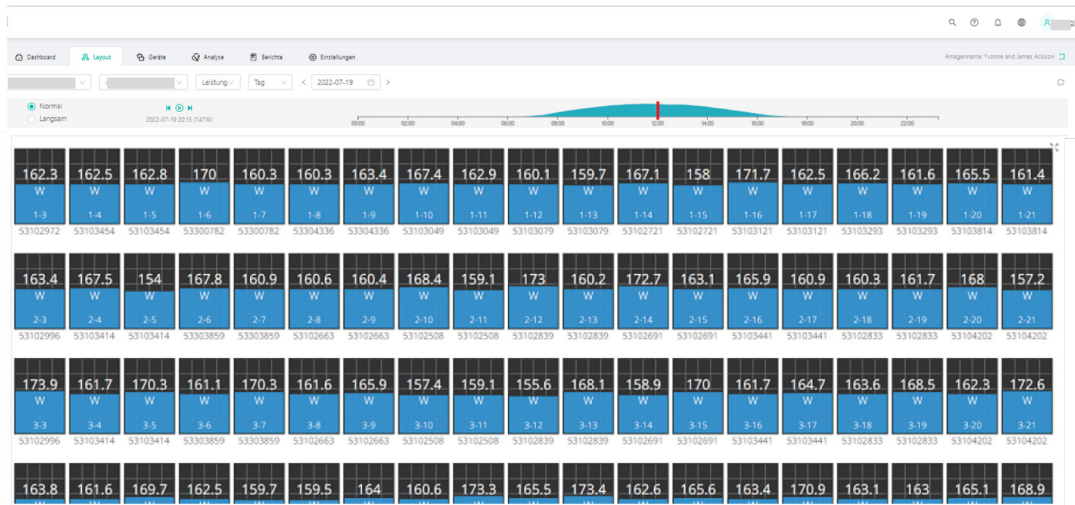 Dashboard Layout Geräte Analyse Berichte Einstellungen Anlagenname: Yvonne and James Ackison
Leistung Tag < 2022-07-19 >
Normal
Langsam 2022-07-19 20:15 (147W) 00:00 02:00 04:00 06:00 08:00 10:00 12:00 14:00 16:00 18:00 20:00 22:00
162.3 162.5 162.8 170 160.3 160.3 163.4 167.4 162.9 160.1 159.7 167.1 158 171.7 162.5 166.2 161.6 165.5 161.4
W W W W W W W W W W W W W W W W W W W
1-3 1-4 1-5 1-6 1-7 1-8 1-9 1-10 1-11 1-12 1-13 1-14 1-15 1-16 1-17 1-18 1-19 1-20 1-21
53102972 53103454 53103454 53300782 53300782 53304336 53304336 53103049 53103049 53103079 53103079 53102721 53102721 53103121 53103121 53103293 53103293 53103814 53103814
163.4 167.5 154 167.8 160.9 160.6 160.4 168.4 159.1 173 160.2 172.7 163.1 165.9 160.9 160.3 161.7 168 157.2
W W W W W W W W W W W W W W W W W W W
2-3 2-4 2-5 2-6 2-7 2-8 2-9 2-10 2-11 2-12 2-13 2-14 2-15 2-16 2-17 2-18 2-19 2-20 2-21
53102996 53103414 53103414 53303859 53303859 53102663 53102663 53102508 53102508 53102839 53102839 53102691 53102691 53103441 53103441 53102833 53102833 53104202 53104202
173.9 161.7 170.3 161.1 170.3 161.6 165.9 157.4 159.1 155.6 168.1 158.9 170 161.7 164.7 163.6 168.5 162.3 172.6
W W W W W W W W W W W W W W W W W W W
3-3 3-4 3-5 3-6 3-7 3-8 3-9 3-10 3-11 3-12 3-13 3-14 3-15 3-16 3-17 3-18 3-19 3-20 3-21
53102996 53103414 53103414 53303859 53303859 53102663 53102663 53102508 53102508 53102839 53102839 53102691 53102691 53103441 53103441 53102833 53102833 53104202 53104202
163.8 161.6 169.7 162.5 159.7 159.5 164 160.6 173.3 165.5 173.4 162.6 165.6 163.4 170.9 163.1 163 165.1 168.9